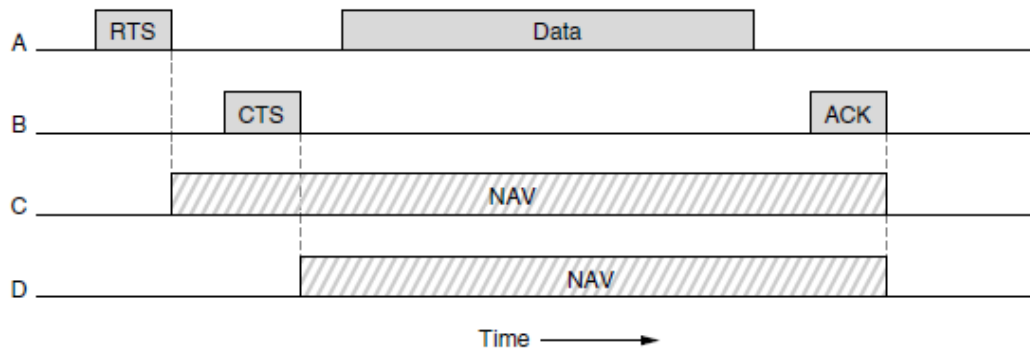 A RTS Data
B CTS ACK
C NAV
D NAV
Time